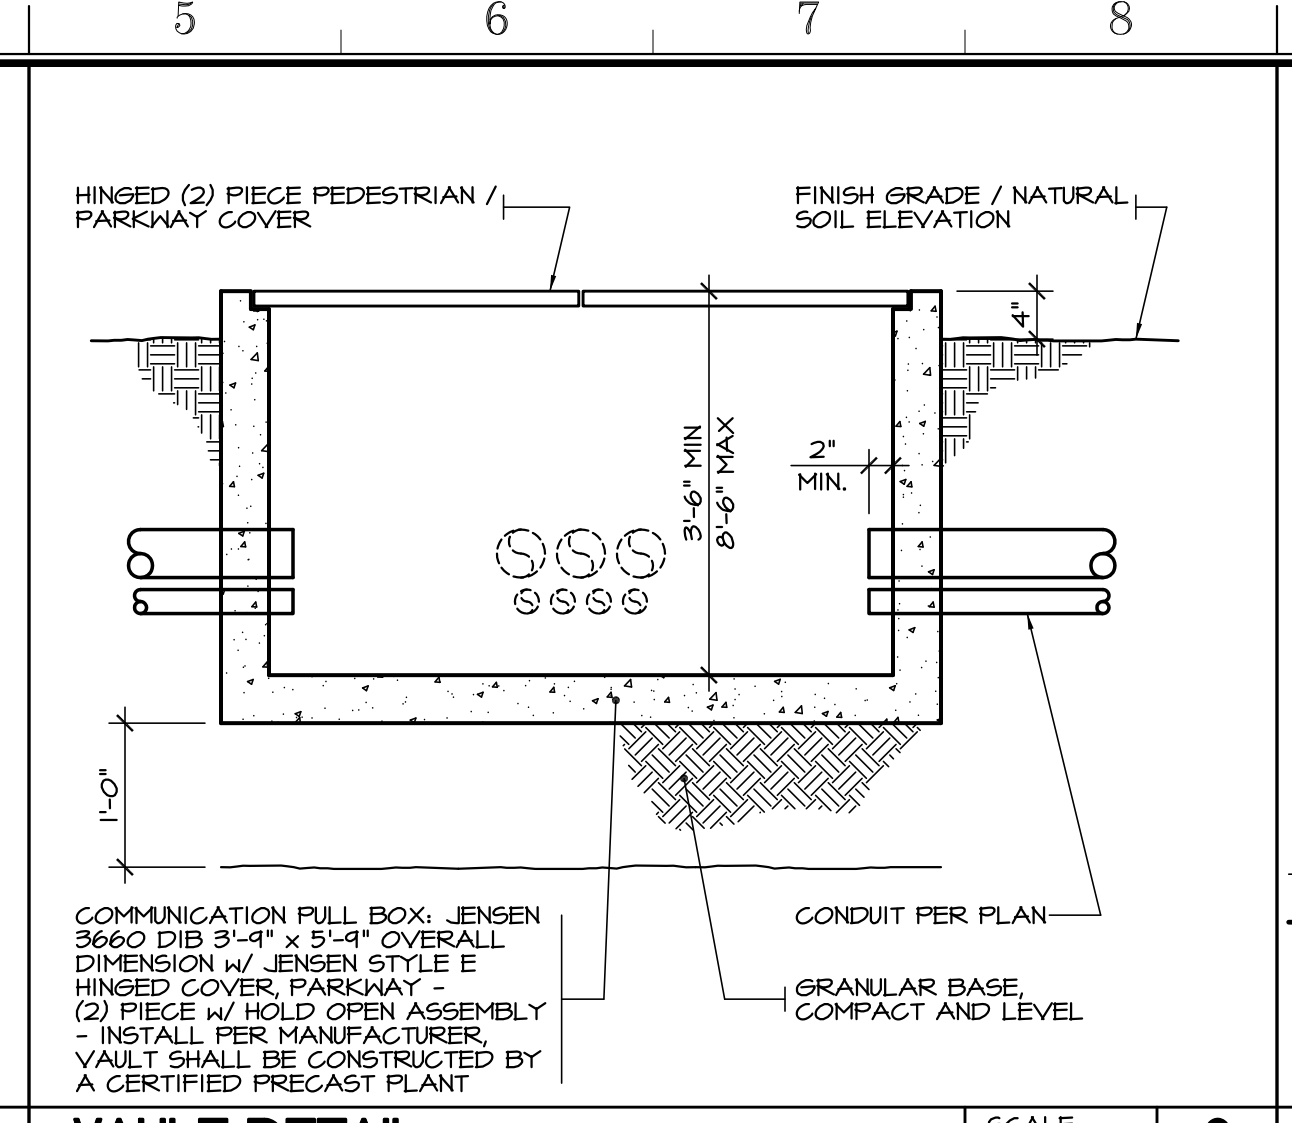 5 6 7 8
HINGED (2) PIECE PEDESTRIAN /
PARKWAY COVER
FINISH GRADE / NATURAL
SOIL ELEVATION
4"
3'-6" MIN
8'-6" MAX
2"
MIN.
1'-0"
COMMUNICATION PULL BOX: JENSEN
3660 DIB 3'-9" x 5'-9" OVERALL
DIMENSION w/ JENSEN STYLE E
HINGED COVER, PARKWAY -
(2) PIECE w/ HOLD OPEN ASSEMBLY
- INSTALL PER MANUFACTURER,
VAULT SHALL BE CONSTRUCTED BY
A CERTIFIED PRECAST PLANT
CONDUIT PER PLAN
GRANULAR BASE,
COMPACT AND LEVEL
VAULT DETAIL
SCALE